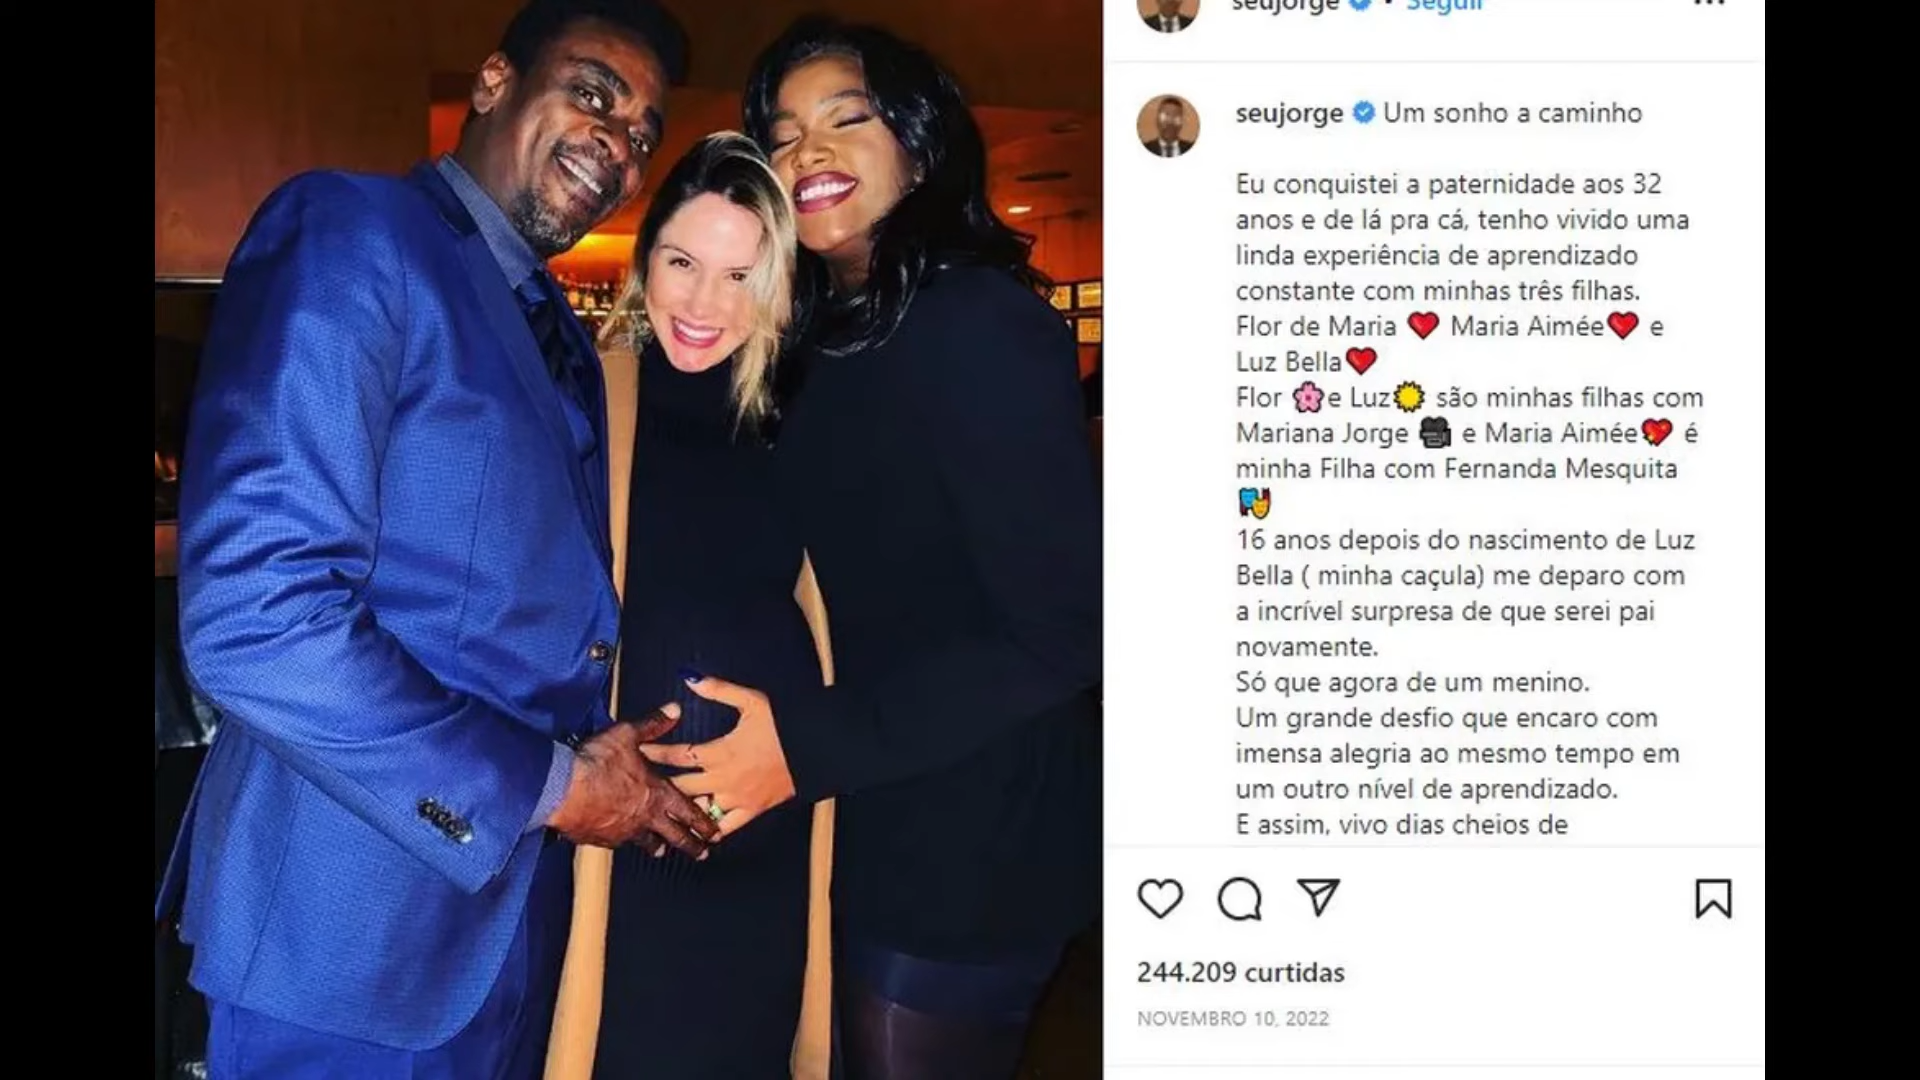 seujorge • Seguir
seujorge Um sonho a caminho
Eu conquistei a paternidade aos 32
anos e de lá pra cá, tenho vivido uma
linda experiência de aprendizado
constante com minhas três filhas.
Flor de Maria ❤️ Maria Aimée❤️ e
Luz Bella❤️
Flor 🌸e Luz☀️ são minhas filhas com
Mariana Jorge 🎥 e Maria Aimée💖 é
minha Filha com Fernanda Mesquita
🎭
16 anos depois do nascimento de Luz
Bella ( minha caçula) me deparo com
a incrível surpresa de que serei pai
novamente.
Só que agora de um menino.
Um grande desfio que encaro com
imensa alegria ao mesmo tempo em
um outro nível de aprendizado.
E assim, vivo dias cheios de
244.209 curtidas
NOVEMBRO 10, 2022